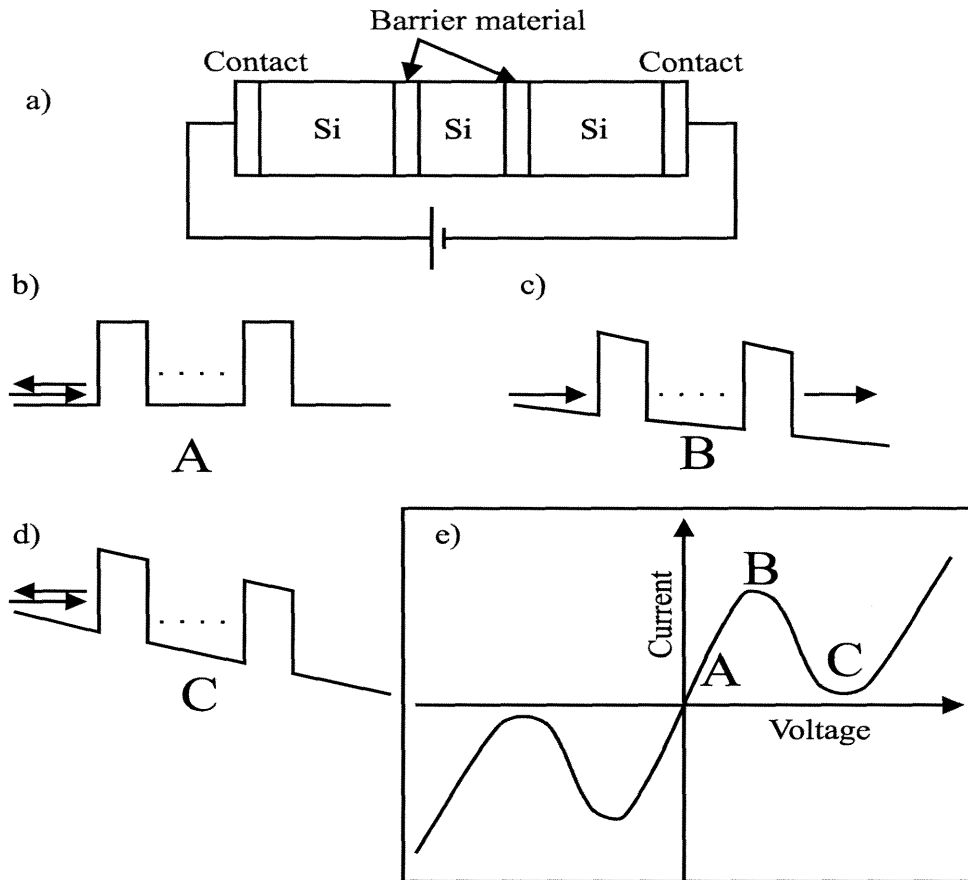 Barrier material
Contact
Contact
a)
Si
Si
Si
b)
c)
A
B
d)
C
e)
Current
B
A
C
Voltage